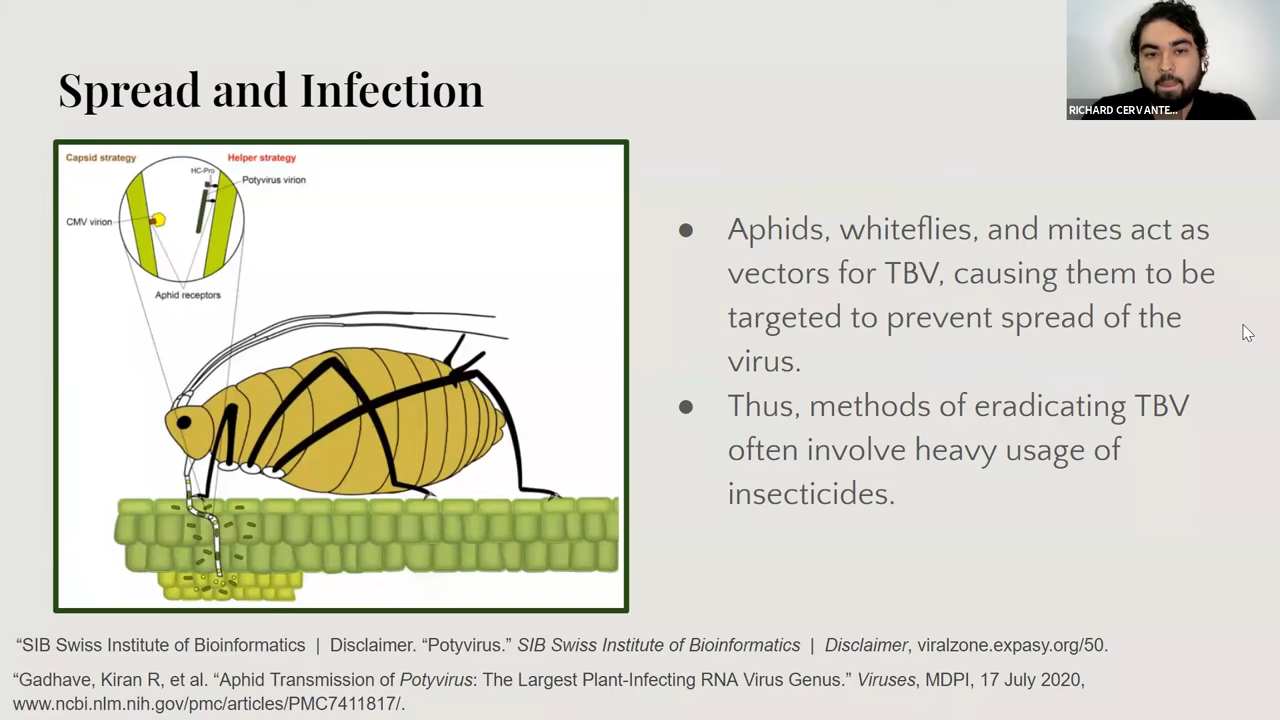 Spread and Infection
RICHARD CERVANTE...
Capsid strategy
Helper strategy
HC-Pro
Potyvirus virion
CMV virion
Aphid receptors
● Aphids, whiteflies, and mites act as
vectors for TBV, causing them to be
targeted to prevent spread of the
virus.
● Thus, methods of eradicating TBV
often involve heavy usage of
insecticides.
“SIB Swiss Institute of Bioinformatics | Disclaimer. “Potyvirus.” SIB Swiss Institute of Bioinformatics | Disclaimer, viralzone.expasy.org/50.
“Gadhave, Kiran R, et al. “Aphid Transmission of Potyvirus: The Largest Plant-Infecting RNA Virus Genus.” Viruses, MDPI, 17 July 2020,
www.ncbi.nlm.nih.gov/pmc/articles/PMC7411817/.